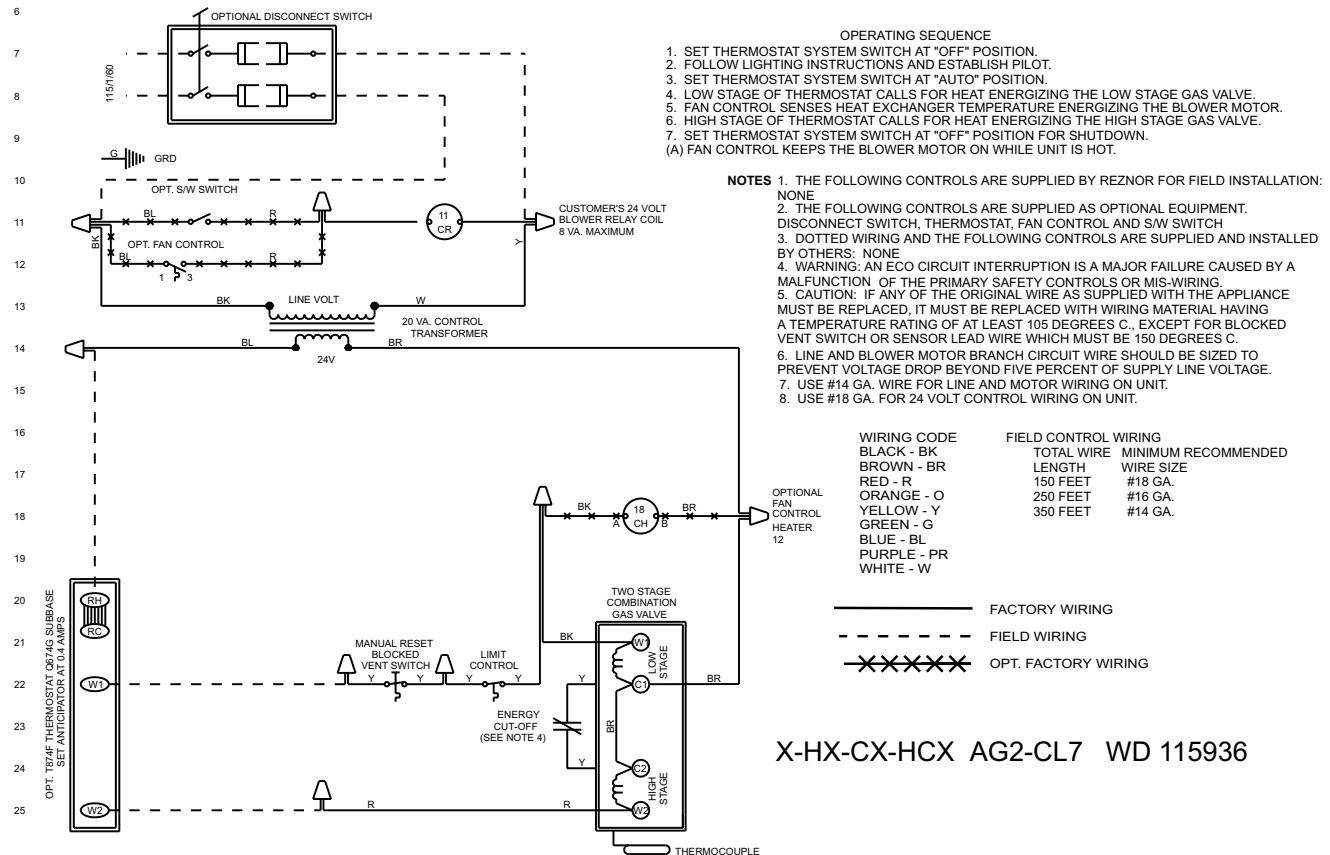 6
OPTIONAL DISCONNECT SWITCH
7
115/1/60
8
9
G
GRD
10
OPT. S/W SWITCH
11
BL
R
11
CR
CUSTOMER'S 24 VOLT
BLOWER RELAY COIL
8 VA. MAXIMUM
BK
Y
OPT. FAN CONTROL
12
BL
R
1
3
13
BK
LINE VOLT
W
20 VA. CONTROL
TRANSFORMER
14
BL
BR
24V
15
16
17
18
BK
18
CH
A
B
BR
OPTIONAL
FAN
CONTROL
HEATER
12
19
20
RH
RC
TWO STAGE
COMBINATION
GAS VALVE
21
MANUAL RESET
BLOCKED
VENT SWITCH
LIMIT
CONTROL
BK
W1
LOW
STAGE
22
W1
Y
Y
Y
Y
Y
C1
BR
23
ENERGY
CUT-OFF
(SEE NOTE 4)
BR
24
Y
C2
HIGH
STAGE
25
W2
R
R
W2
OPT. T874F THERMOSTAT Q674G SUBBASE
SET ANTICIPATOR AT 0.4 AMPS
THERMOCOUPLE
OPERATING SEQUENCE
1. SET THERMOSTAT SYSTEM SWITCH AT "OFF" POSITION.
2. FOLLOW LIGHTING INSTRUCTIONS AND ESTABLISH PILOT.
3. SET THERMOSTAT SYSTEM SWITCH AT "AUTO" POSITION.
4. LOW STAGE OF THERMOSTAT CALLS FOR HEAT ENERGIZING THE LOW STAGE GAS VALVE.
5. FAN CONTROL SENSES HEAT EXCHANGER TEMPERATURE ENERGIZING THE BLOWER MOTOR.
6. HIGH STAGE OF THERMOSTAT CALLS FOR HEAT ENERGIZING THE HIGH STAGE GAS VALVE.
7. SET THERMOSTAT SYSTEM SWITCH AT "OFF" POSITION FOR SHUTDOWN.
(A) FAN CONTROL KEEPS THE BLOWER MOTOR ON WHILE UNIT IS HOT.
NOTES 1. THE FOLLOWING CONTROLS ARE SUPPLIED BY REZNOR FOR FIELD INSTALLATION:
NONE
2. THE FOLLOWING CONTROLS ARE SUPPLIED AS OPTIONAL EQUIPMENT.
DISCONNECT SWITCH, THERMOSTAT, FAN CONTROL AND S/W SWITCH
3. DOTTED WIRING AND THE FOLLOWING CONTROLS ARE SUPPLIED AND INSTALLED
BY OTHERS: NONE
4. WARNING: AN ECO CIRCUIT INTERRUPTION IS A MAJOR FAILURE CAUSED BY A
MALFUNCTION OF THE PRIMARY SAFETY CONTROLS OR MIS-WIRING.
5. CAUTION: IF ANY OF THE ORIGINAL WIRE AS SUPPLIED WITH THE APPLIANCE
MUST BE REPLACED, IT MUST BE REPLACED WITH WIRING MATERIAL HAVING
A TEMPERATURE RATING OF AT LEAST 105 DEGREES C., EXCEPT FOR BLOCKED
VENT SWITCH OR SENSOR LEAD WIRE WHICH MUST BE 150 DEGREES C.
6. LINE AND BLOWER MOTOR BRANCH CIRCUIT WIRE SHOULD BE SIZED TO
PREVENT VOLTAGE DROP BEYOND FIVE PERCENT OF SUPPLY LINE VOLTAGE.
7. USE #14 GA. WIRE FOR LINE AND MOTOR WIRING ON UNIT.
8. USE #18 GA. FOR 24 VOLT CONTROL WIRING ON UNIT.
WIRING CODE
BLACK - BK
BROWN - BR
RED - R
ORANGE - O
YELLOW - Y
GREEN - G
BLUE - BL
PURPLE - PR
WHITE - W
FIELD CONTROL WIRING
TOTAL WIRE MINIMUM RECOMMENDED
LENGTH WIRE SIZE
150 FEET #18 GA.
250 FEET #16 GA.
350 FEET #14 GA.
FACTORY WIRING
FIELD WIRING
OPT. FACTORY WIRING
X-HX-CX-HCX AG2-CL7 WD 115936